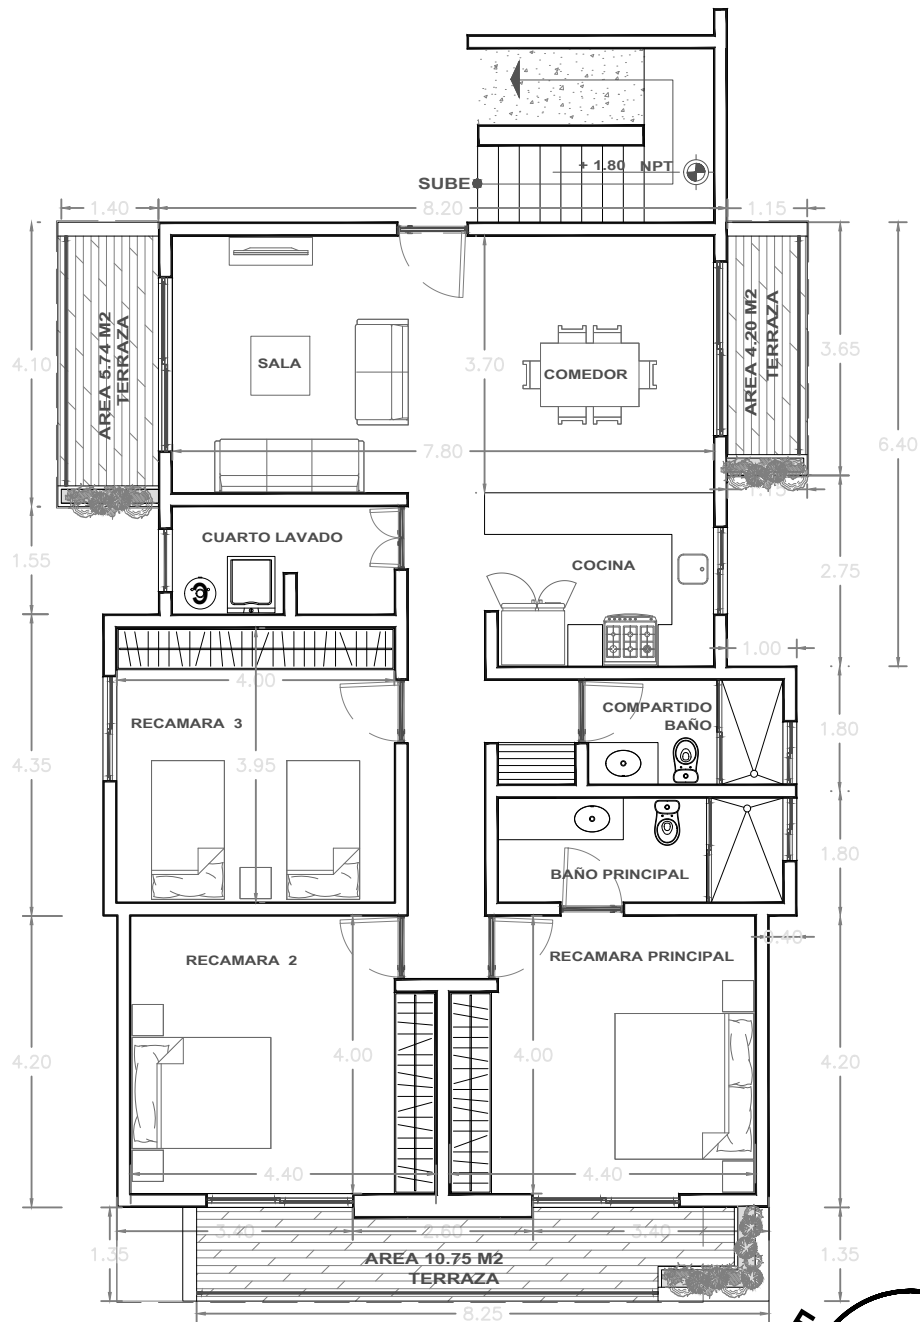 + 1.80 NPT
SUBE
1.40
8.20
1.15
AREA 5.74 M2
TERRAZA
AREA 4.20 M2
TERRAZA
4.10
SALA
3.70
COMEDOR
3.65
7.80
6.40
1.15
CUARTO LAVADO
1.55
COCINA
2.75
1.00
4.00
RECAMARA 3
COMPARTIDO
BAÑO
1.80
4.35
3.95
1.80
BAÑO PRINCIPAL
RECAMARA 2
RECAMARA PRINCIPAL
4.20
4.00
4.00
4.20
4.40
4.40
3.40
2.60
3.40
1.35
AREA 10.75 M2
TERRAZA
1.35
8.25